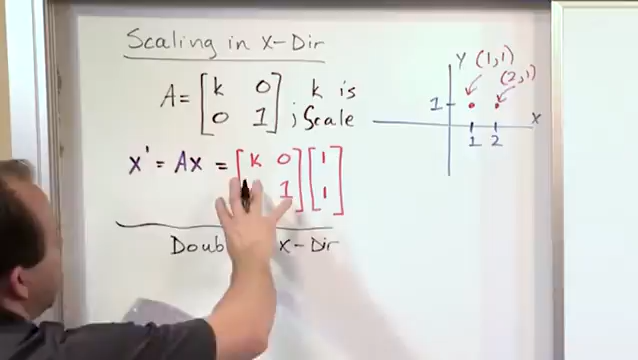 Scaling in X-Dir
A = [k 0
0 1] k is
; Scale
x' = Ax = [k 0
1] [1
1]
Doub x-Dir
Y (1,1)
(2,1)
1
X
1 2